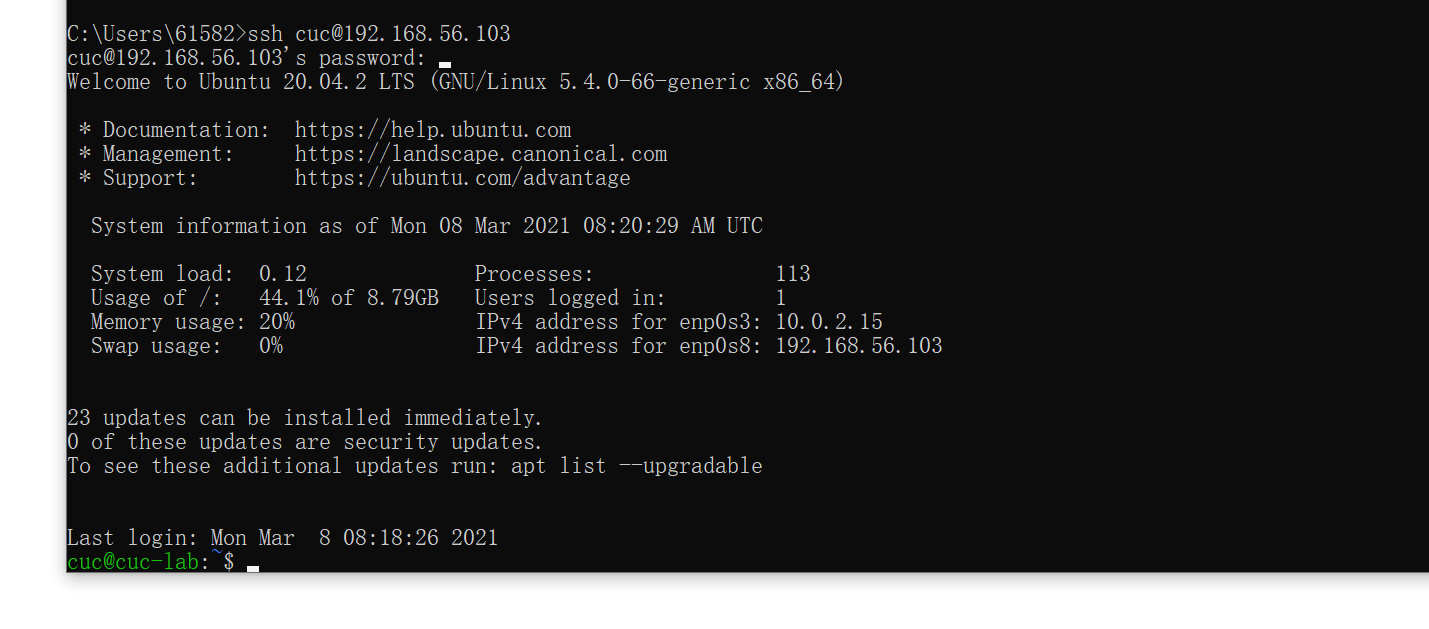 C:\Users\61582>ssh cuc@192.168.56.103
cuc@192.168.56.103's password:
Welcome to Ubuntu 20.04.2 LTS (GNU/Linux 5.4.0-66-generic x86_64)
* Documentation:  https://help.ubuntu.com
* Management:     https://landscape.canonical.com
* Support:        https://ubuntu.com/advantage
System information as of Mon 08 Mar 2021 08:20:29 AM UTC
System load:  0.12              Processes:               113
Usage of /:   44.1% of 8.79GB   Users logged in:         1
Memory usage: 20%               IPv4 address for enp0s3: 10.0.2.15
Swap usage:   0%                IPv4 address for enp0s8: 192.168.56.103
23 updates can be installed immediately.
0 of these updates are security updates.
To see these additional updates run: apt list --upgradable
Last login: Mon Mar  8 08:18:26 2021
cuc@cuc-lab:~$